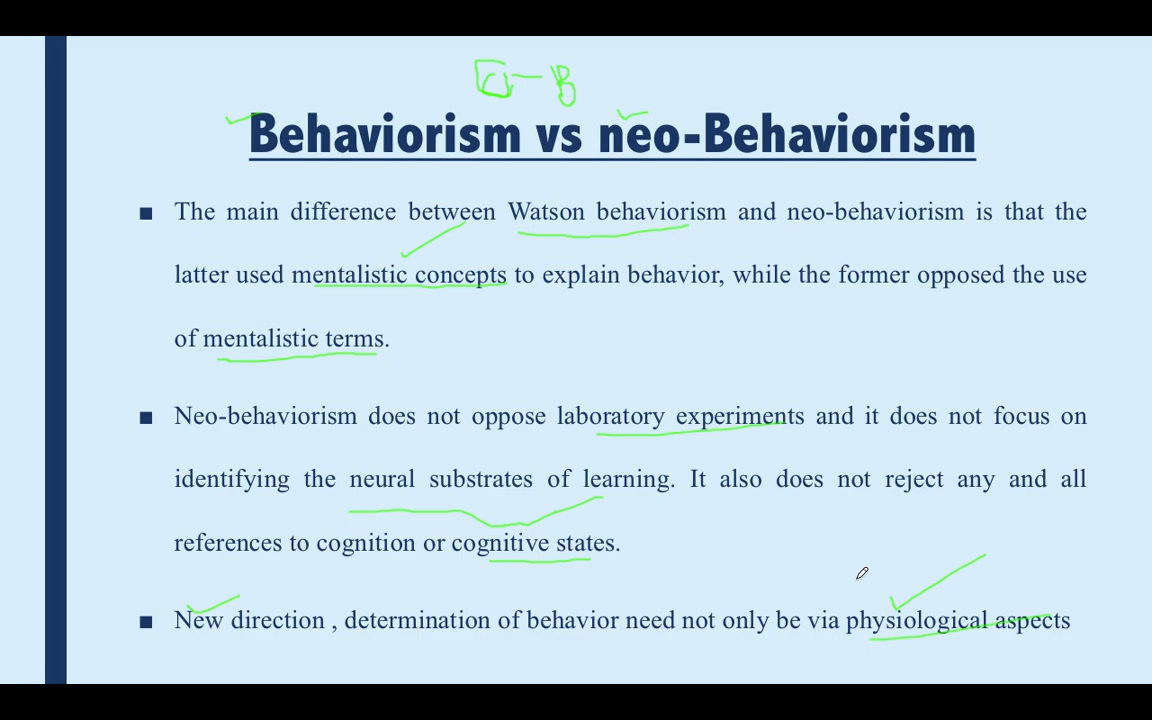 Behaviorism vs neo-Behaviorism
▪ The main difference between Watson behaviorism and neo-behaviorism is that the
latter used mentalistic concepts to explain behavior, while the former opposed the use
of mentalistic terms.
▪ Neo-behaviorism does not oppose laboratory experiments and it does not focus on
identifying the neural substrates of learning. It also does not reject any and all
references to cognition or cognitive states.
▪ New direction , determination of behavior need not only be via physiological aspects